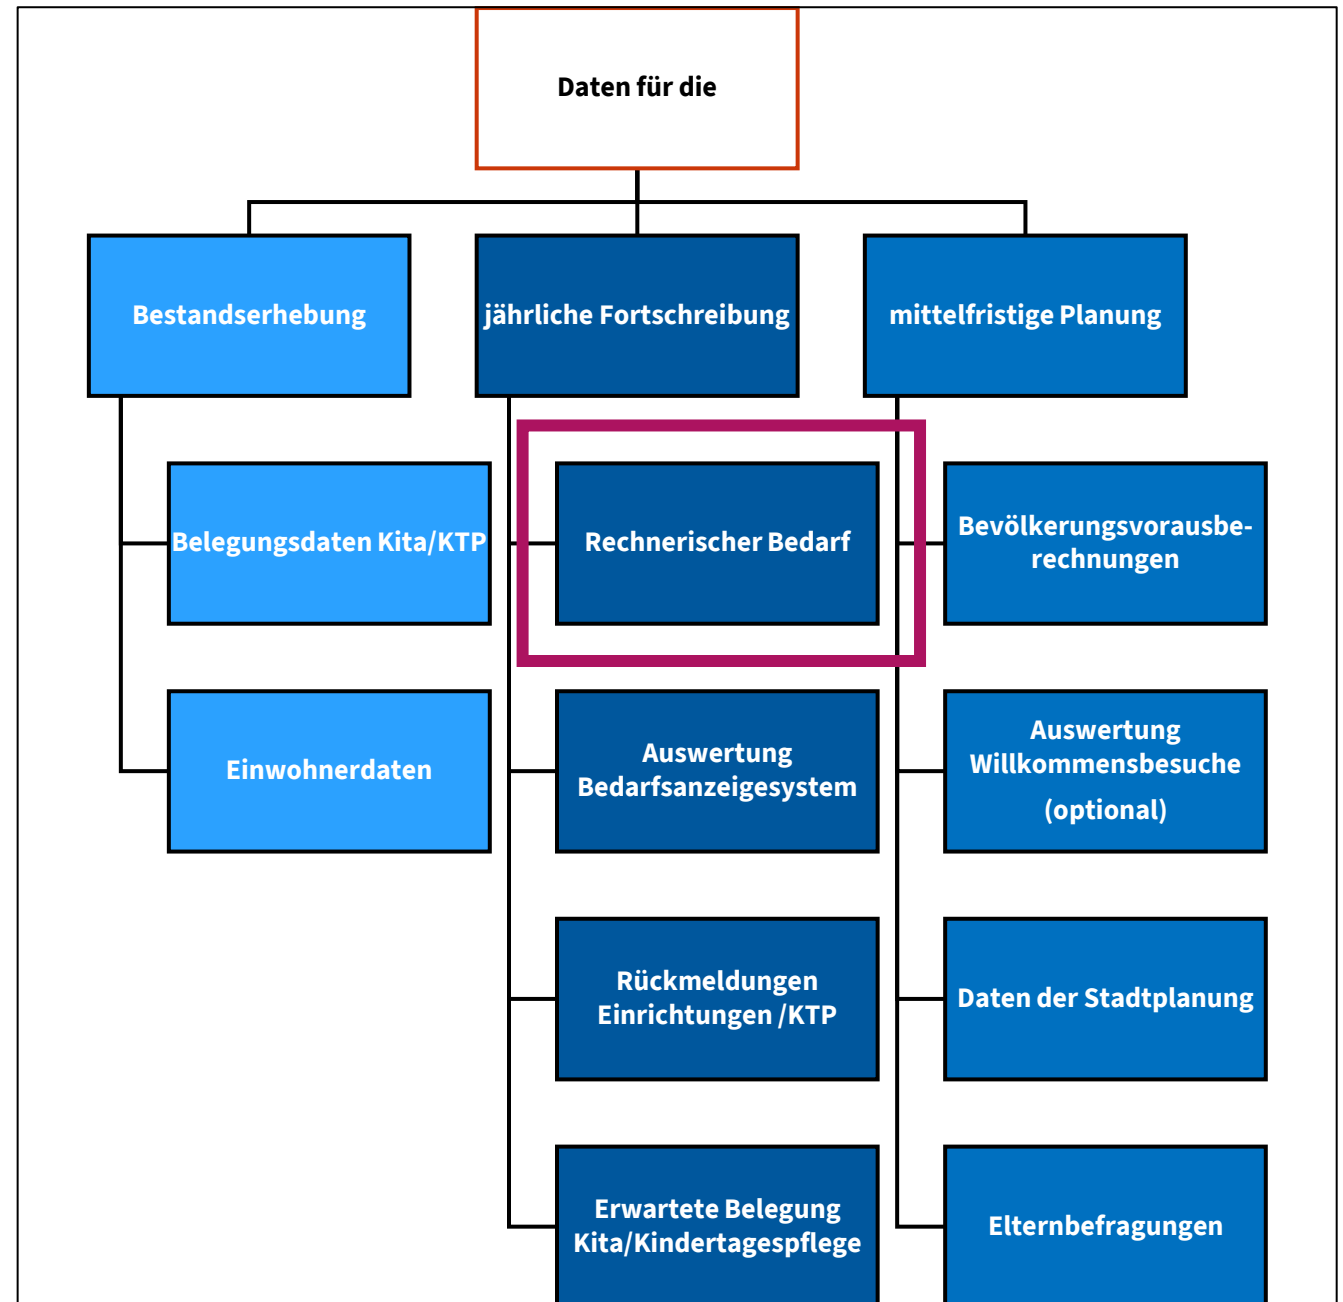 Daten für die
Bestandserhebung
jährliche Fortschreibung
mittelfristige Planung
Belegungsdaten Kita/KTP
Rechnerischer Bedarf
Bevölkerungsvorausbe-
rechnungen
Einwohnerdaten
Auswertung
Bedarfsanzeigesystem
Auswertung
Willkommensbesuche
(optional)
Rückmeldungen
Einrichtungen /KTP
Daten der Stadtplanung
Erwartete Belegung
Kita/Kindertagespflege
Elternbefragungen